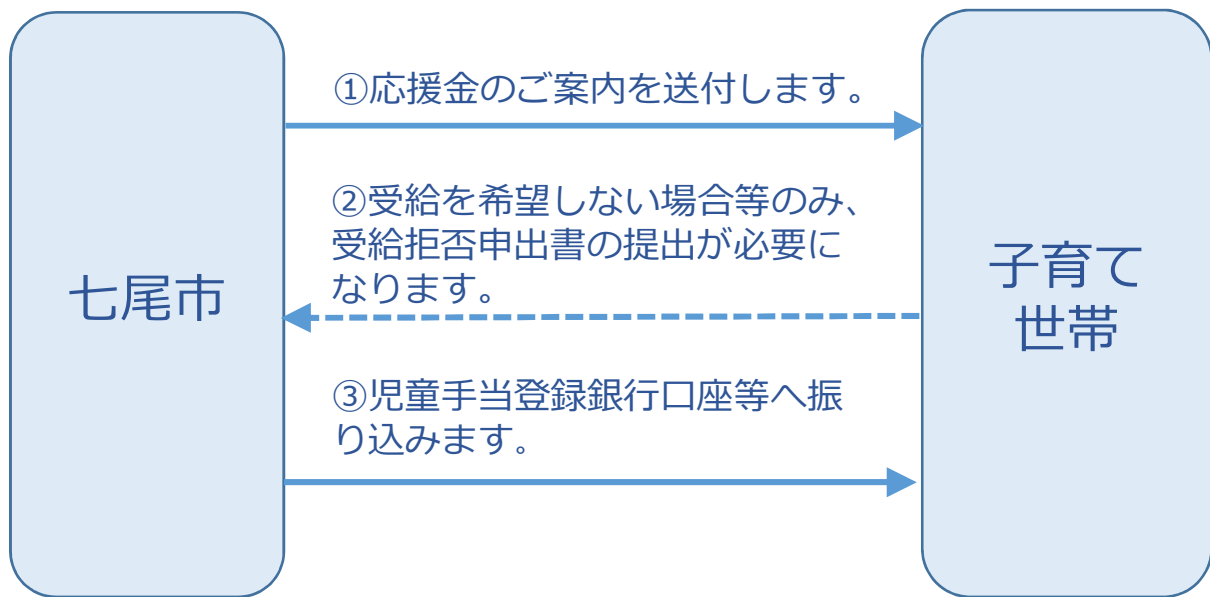 ①応援金のご案内を送付します。
②受給を希望しない場合等のみ、
受給拒否申出書の提出が必要に
なります。
七尾市
子育て
世帯
③児童手当登録銀行口座等へ振
り込みます。